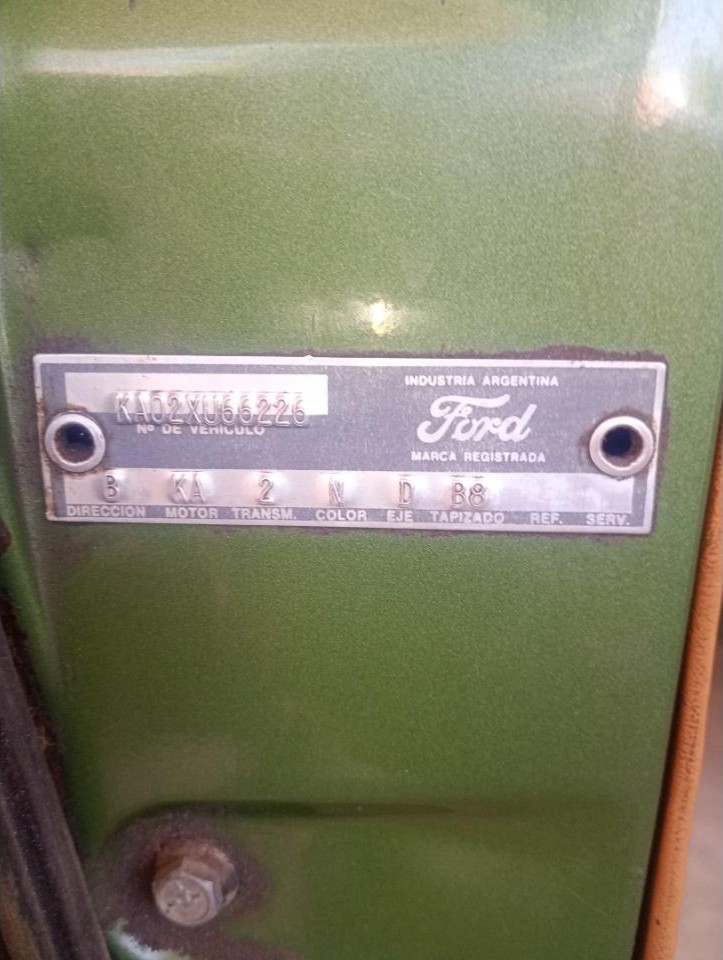 INDUSTRIA ARGENTINA
KA02XU66226
Nº DE VEHICULO
Ford
MARCA REGISTRADA
B KA 2 N D B8
DIRECCION MOTOR TRANSM. COLOR EJE TAPIZADO REF. SERV.